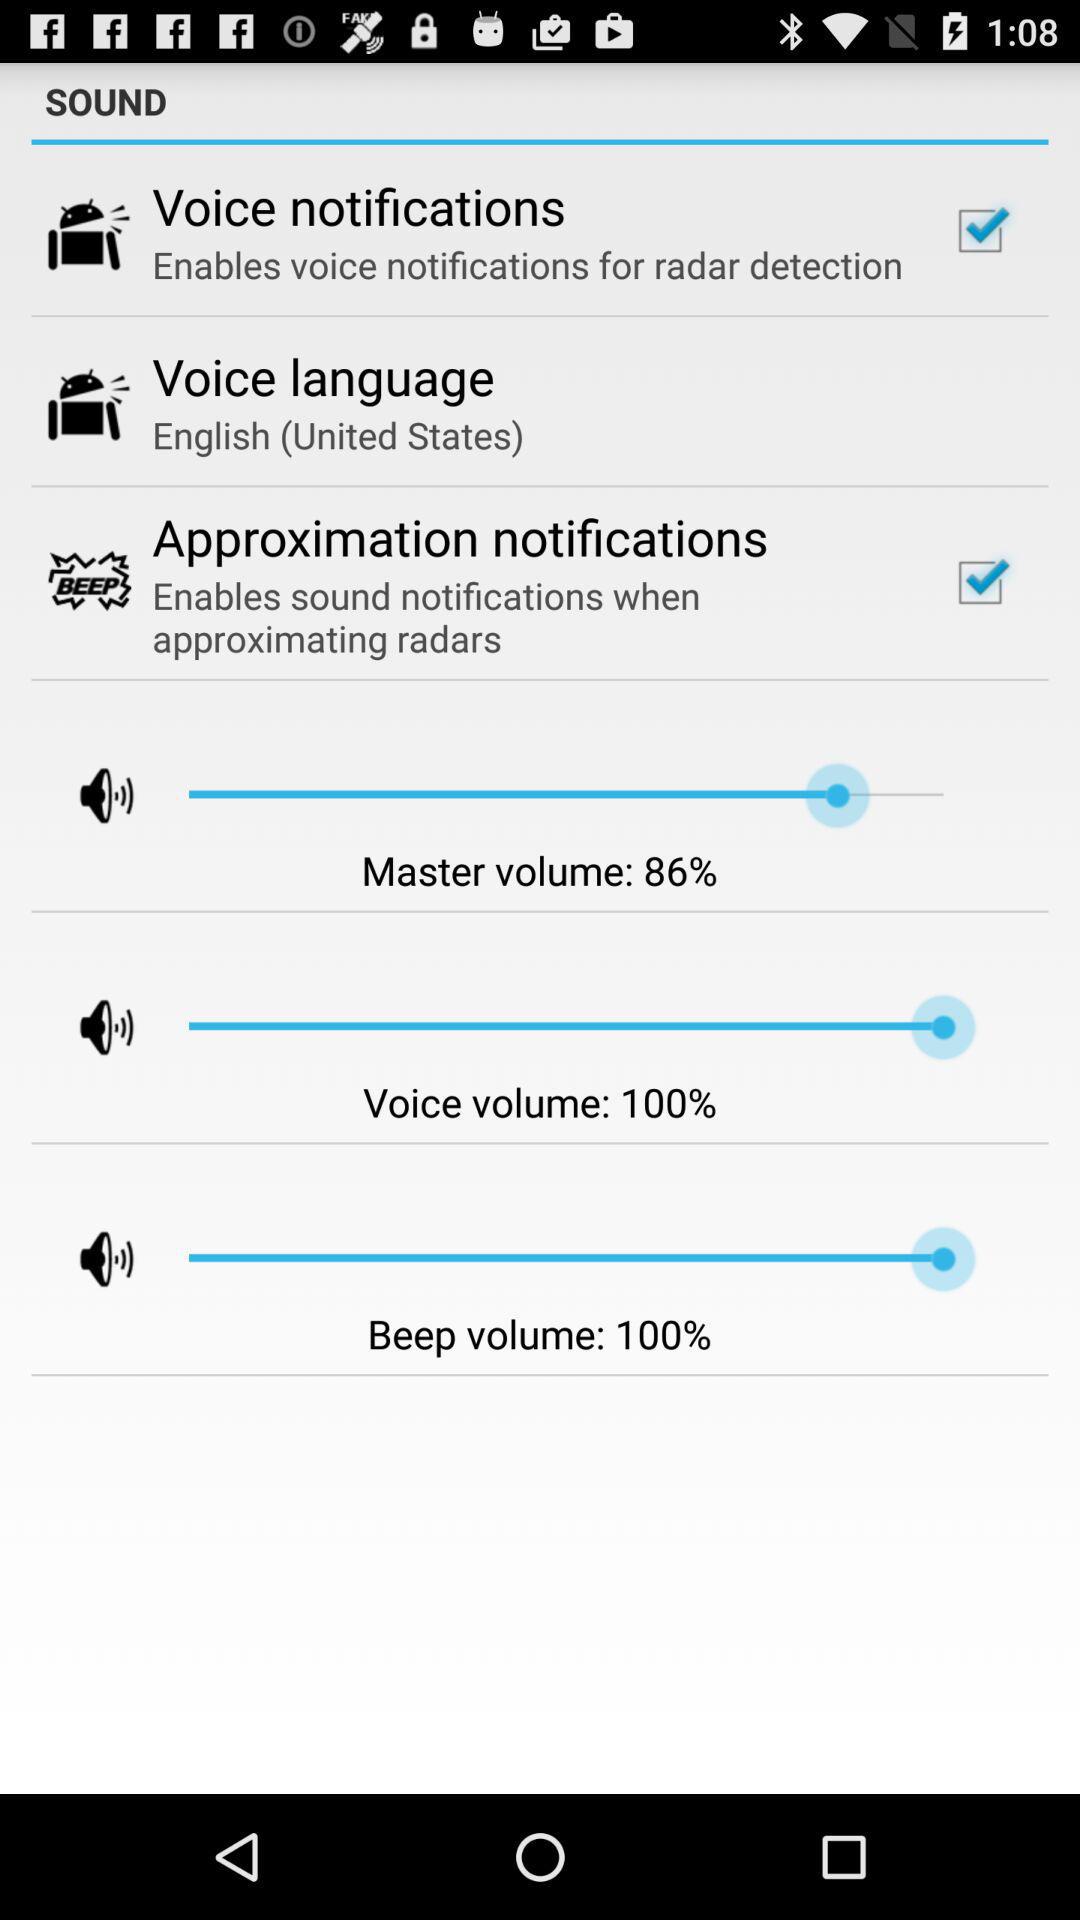 FAK
1:08
SOUND
Voice notifications
Enables voice notifications for radar detection
Voice language
English (United States)
BEEP
Approximation notifications
Enables sound notifications when
approximating radars
Master volume: 86%
Voice volume: 100%
Beep volume: 100%